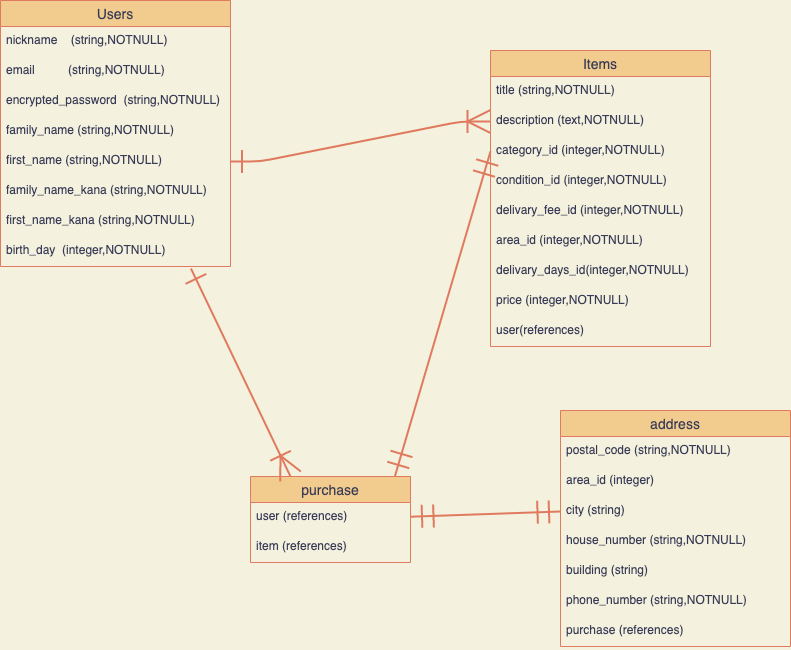 Users
nickname (string,NOTNULL)
email (string,NOTNULL)
encrypted_password (string,NOTNULL)
family_name (string,NOTNULL)
first_name (string,NOTNULL)
family_name_kana (string,NOTNULL)
first_name_kana (string,NOTNULL)
birth_day (integer,NOTNULL)
Items
title (string,NOTNULL)
description (text,NOTNULL)
category_id (integer,NOTNULL)
condition_id (integer,NOTNULL)
delivary_fee_id (integer,NOTNULL)
area_id (integer,NOTNULL)
delivary_days_id(integer,NOTNULL)
price (integer,NOTNULL)
user(references)
purchase
user (references)
item (references)
address
postal_code (string,NOTNULL)
area_id (integer)
city (string)
house_number (string,NOTNULL)
building (string)
phone_number (string,NOTNULL)
purchase (references)